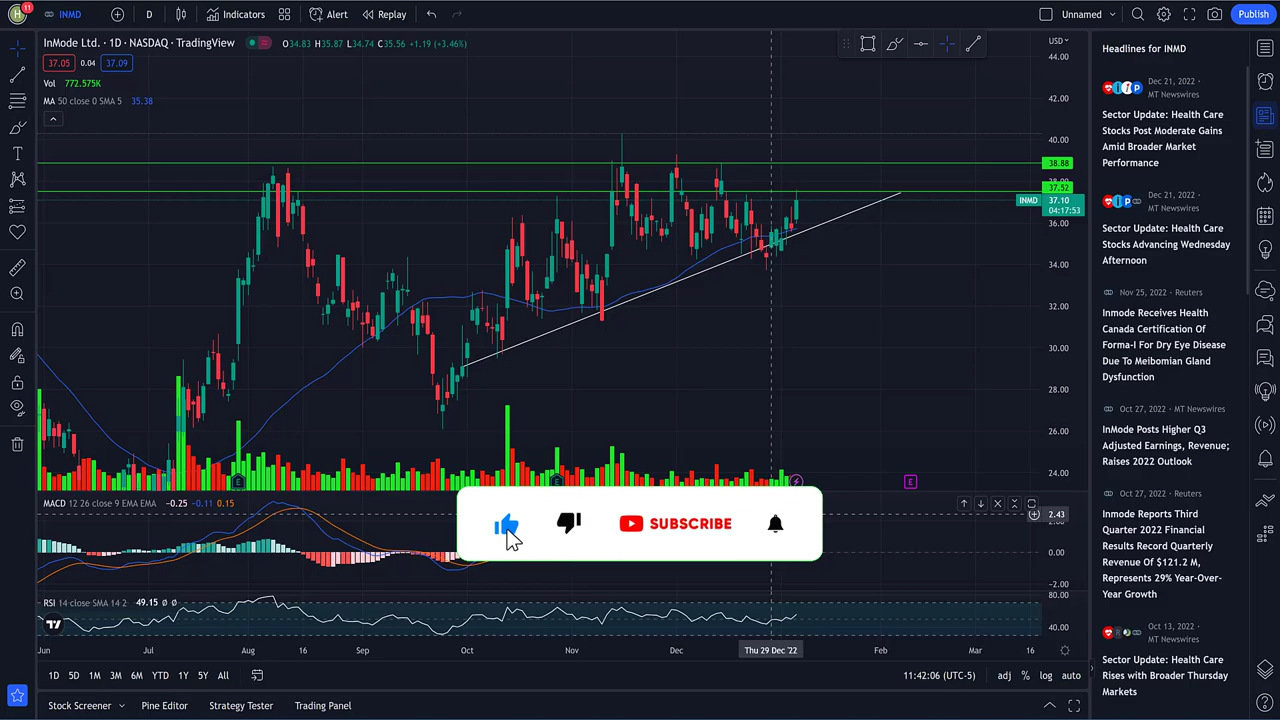 H
11
INMD
D
Indicators
Alert
Replay
Unnamed
Publish
InMode Ltd. · 1D · NASDAQ · TradingView
O34.83 H35.87 L34.74 C35.56 +1.19 (+3.46%)
37.05
0.04
37.09
Vol 772.575K
MA 50 close 0 SMA 5 35.38
USD
44.00
42.00
40.00
38.88
38.00
37.52
INMD 37.10
04:17:53
36.00
34.00
32.00
30.00
28.00
26.00
24.00
E
E
E
MACD 12 26 close 9 EMA EMA −0.25 −0.11 0.15
2.43
0.00
−2.00
SUBSCRIBE
RSI 14 close SMA 14 2 49.15 Ø Ø
80.00
40.00
Jun
Jul
Aug
16
Sep
Oct
Nov
Dec
Thu 29 Dec '22
Feb
Mar
16
1D
5D
1M
3M
6M
YTD
1Y
5Y
All
11:42:06 (UTC-5)
adj
%
log
auto
Stock Screener
Pine Editor
Strategy Tester
Trading Panel
Headlines for INMD
Dec 21, 2022 ·
MT Newswires
Sector Update: Health Care
Stocks Post Moderate Gains
Amid Broader Market
Performance
Dec 21, 2022 ·
MT Newswires
Sector Update: Health Care
Stocks Advancing Wednesday
Afternoon
Nov 25, 2022 · Reuters
Inmode Receives Health
Canada Certification Of
Forma-I For Dry Eye Disease
Due To Meibomian Gland
Dysfunction
Oct 27, 2022 · MT Newswires
InMode Posts Higher Q3
Adjusted Earnings, Revenue;
Raises 2022 Outlook
Oct 27, 2022 · Reuters
Inmode Reports Third
Quarter 2022 Financial
Results Record Quarterly
Revenue Of $121.2 M,
Represents 29% Year-Over-
Year Growth
Oct 13, 2022 ·
MT Newswires
Sector Update: Health Care
Rises with Broader Thursday
Markets